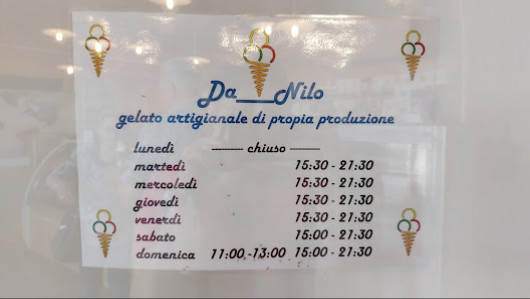 Da Nilo
gelato artigianale di propia produzione
lunedì ——— chiuso ———
martedì 15:30 - 21:30
mercoledì 15:30 - 21:30
giovedì 15:30 - 21:30
venerdì 15:30 - 21:30
sabato 15:00 - 21:30
domenica 11:00 - 13:00 15:00 - 21:30